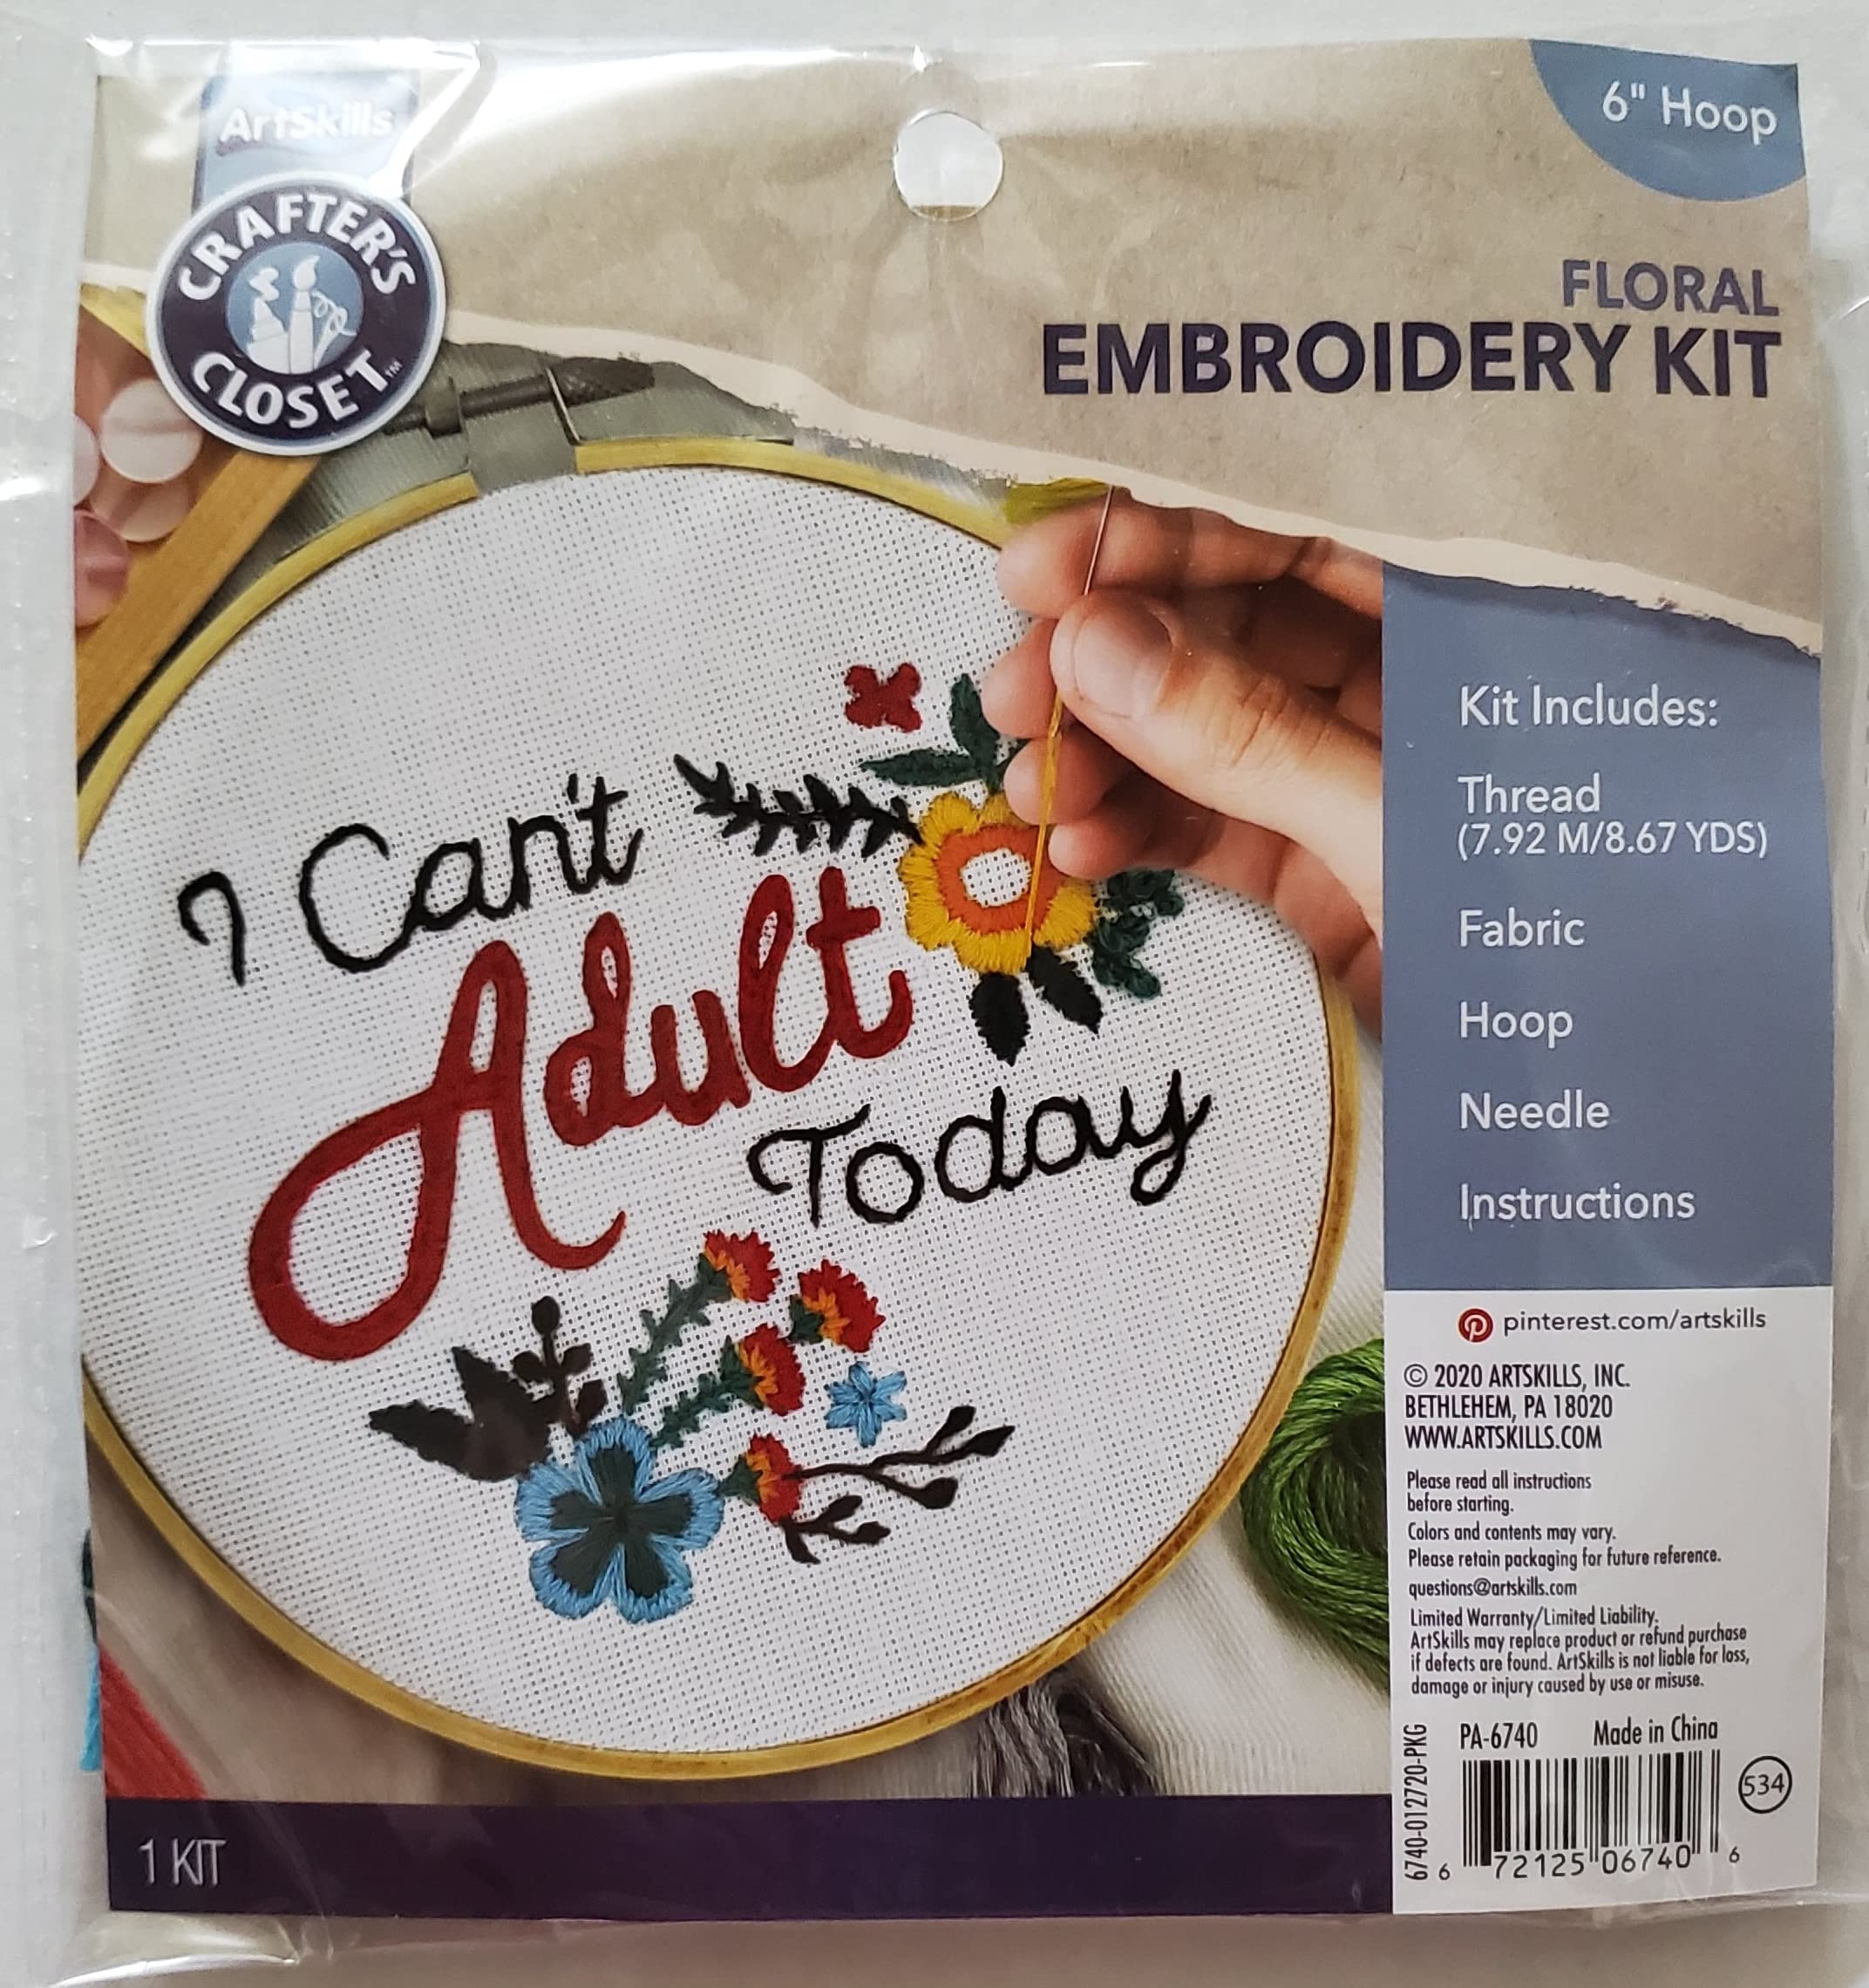 ArtSkills
CRAFTER'S
CLOSET™
6" Hoop
FLORAL
EMBROIDERY KIT
I Can't
Adult
Today
Kit Includes:
Thread
(7.92 M/8.67 YDS)
Fabric
Hoop
Needle
Instructions
pinterest.com/artskills
© 2020 ARTSKILLS, INC.
BETHLEHEM, PA 18020
WWW.ARTSKILLS.COM
Please read all instructions
before starting.
Colors and contents may vary.
Please retain packaging for future reference.
questions@artskills.com
Limited Warranty/Limited Liability.
ArtSkills may replace product or refund purchase
if defects are found. ArtSkills is not liable for loss,
damage or injury caused by use or misuse.
6740-012720-PKG
PA-6740 Made in China
534
6 72125 06740 6
1 KIT